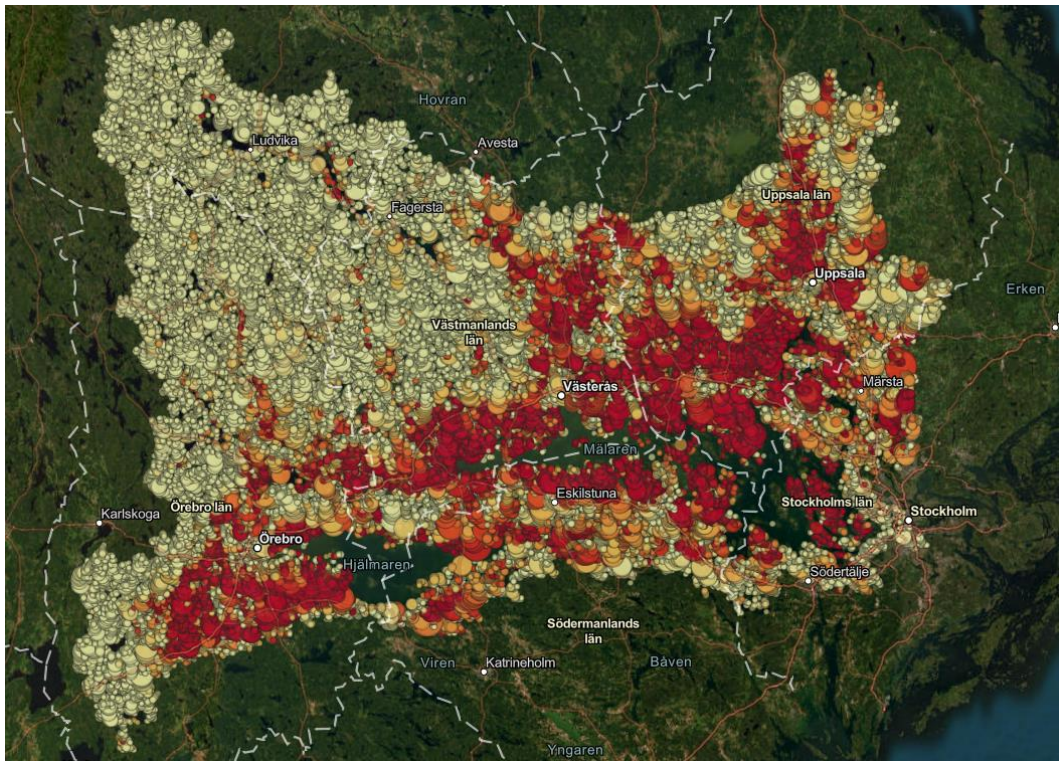 Hovran
Ludvika
Avesta
Fagersta
Uppsala län
Uppsala
Erken
Västmanlands
län
Märsta
Västerås
Mälaren
Eskilstuna
Stockholms län
Stockholm
Örebro län
Karlskoga
Örebro
Hjälmaren
Södertälje
Södermanlands
län
Viren
Katrineholm
Båven
Yngaren